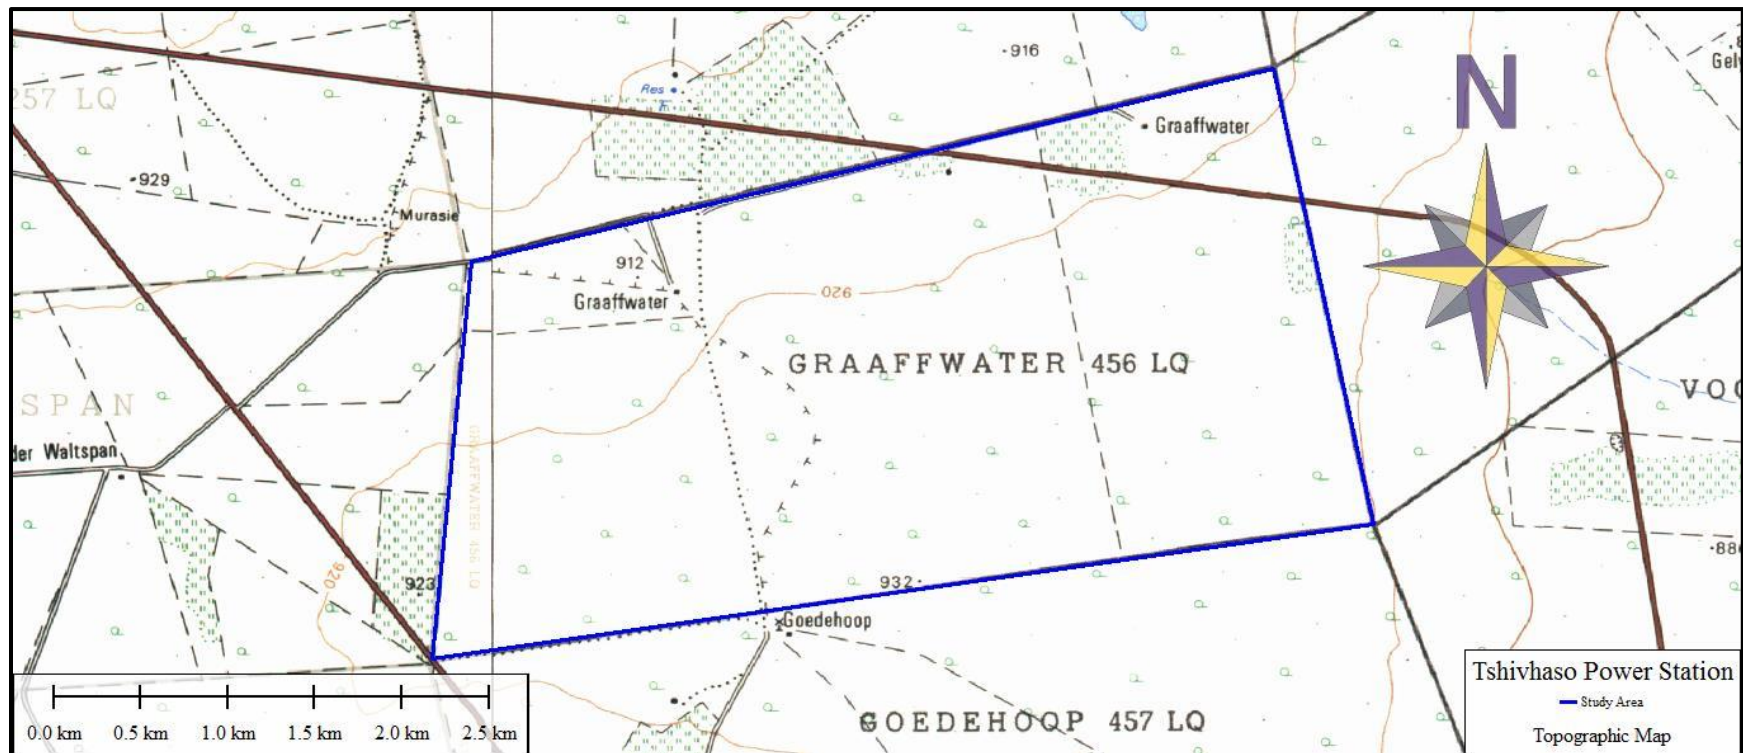 ·916
Gel
257 LQ
Res
N
Graaffwater
·929
Murasie
912
Graaffwater
920
GRAAFFWATER 456 LQ
VOO
SPAN
der Waltspan
GRAAFFWATER 456 LQ
920
923
932·
·886
Goedehoop
GOEDEHOOP 457 LQ
0.0 km 0.5 km 1.0 km 1.5 km 2.0 km 2.5 km
Tshivhaso Power Station
Study Area
Topographic Map